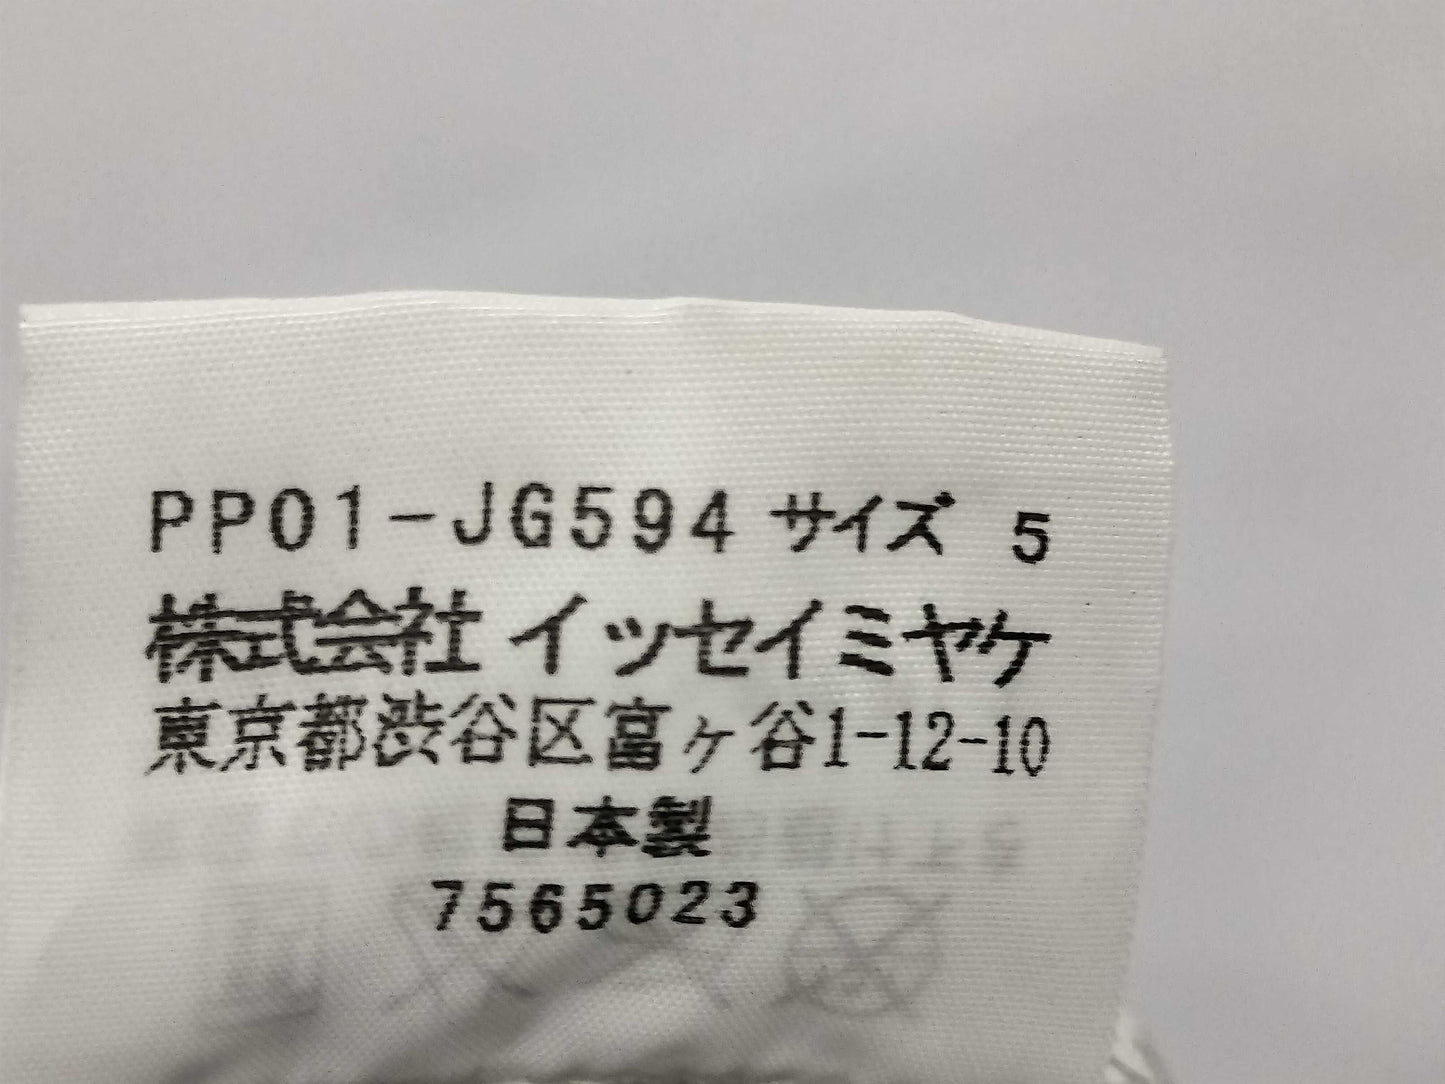 PP01-JG594 サイズ 5
株式会社 イッセイミヤケ
東京都渋谷区富ヶ谷1-12-10
日本製
7565023